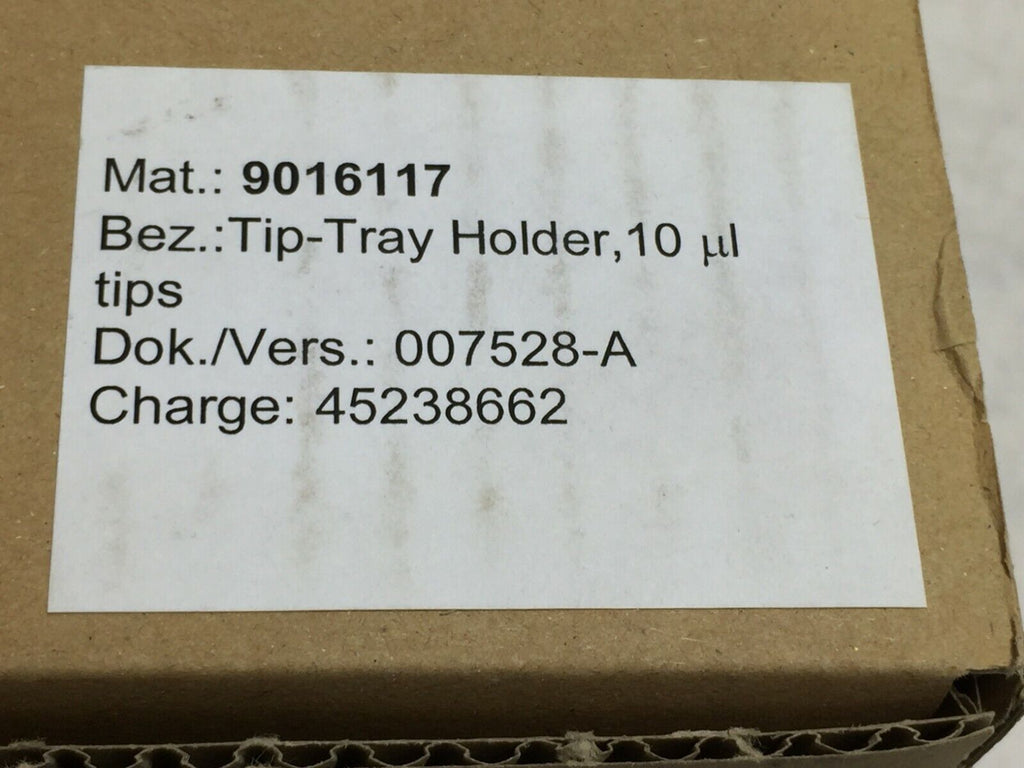 Mat.: 9016117
Bez.:Tip-Tray Holder,10 µl
tips
Dok./Vers.: 007528-A
Charge: 45238662